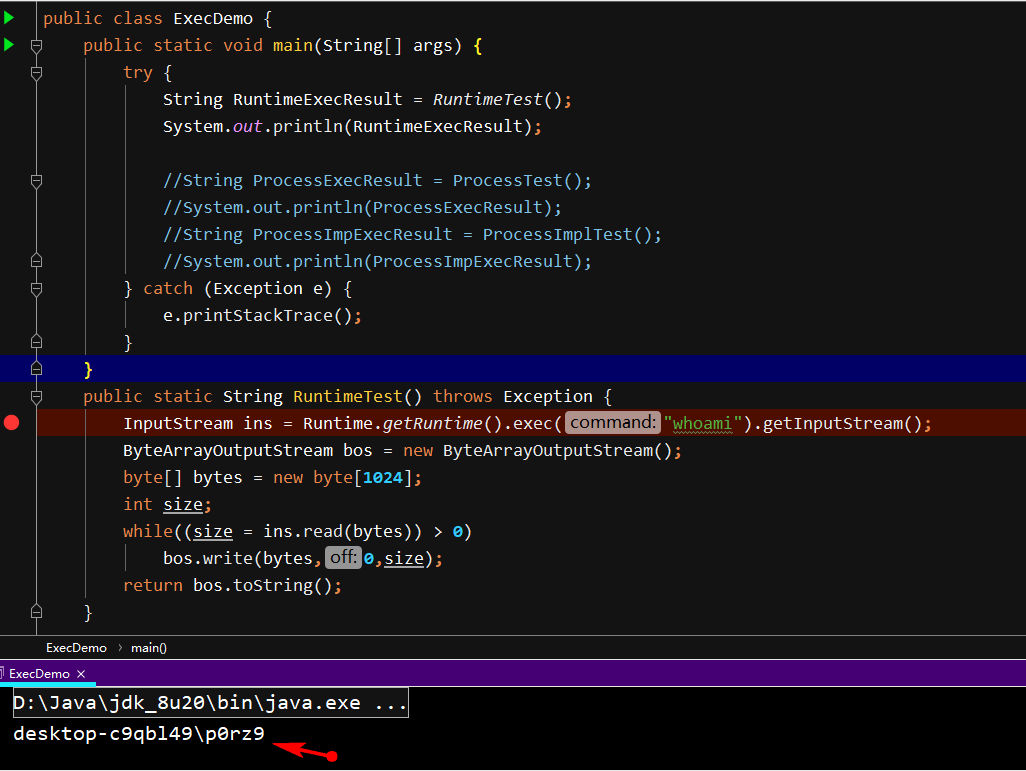 public class ExecDemo {
    public static void main(String[] args) {
        try {
            String RuntimeExecResult = RuntimeTest();
            System.out.println(RuntimeExecResult);

            //String ProcessExecResult = ProcessTest();
            //System.out.println(ProcessExecResult);
            //String ProcessImpExecResult = ProcessImplTest();
            //System.out.println(ProcessImpExecResult);
        } catch (Exception e) {
            e.printStackTrace();
        }
    }
    public static String RuntimeTest() throws Exception {
        InputStream ins = Runtime.getRuntime().exec( command: "whoami").getInputStream();
        ByteArrayOutputStream bos = new ByteArrayOutputStream();
        byte[] bytes = new byte[1024];
        int size;
        while((size = ins.read(bytes)) > 0)
            bos.write(bytes, off: 0,size);
        return bos.toString();
    }
ExecDemo › main()
ExecDemo ×
D:\Java\jdk_8u20\bin\java.exe ...
desktop-c9qbl49\p0rz9